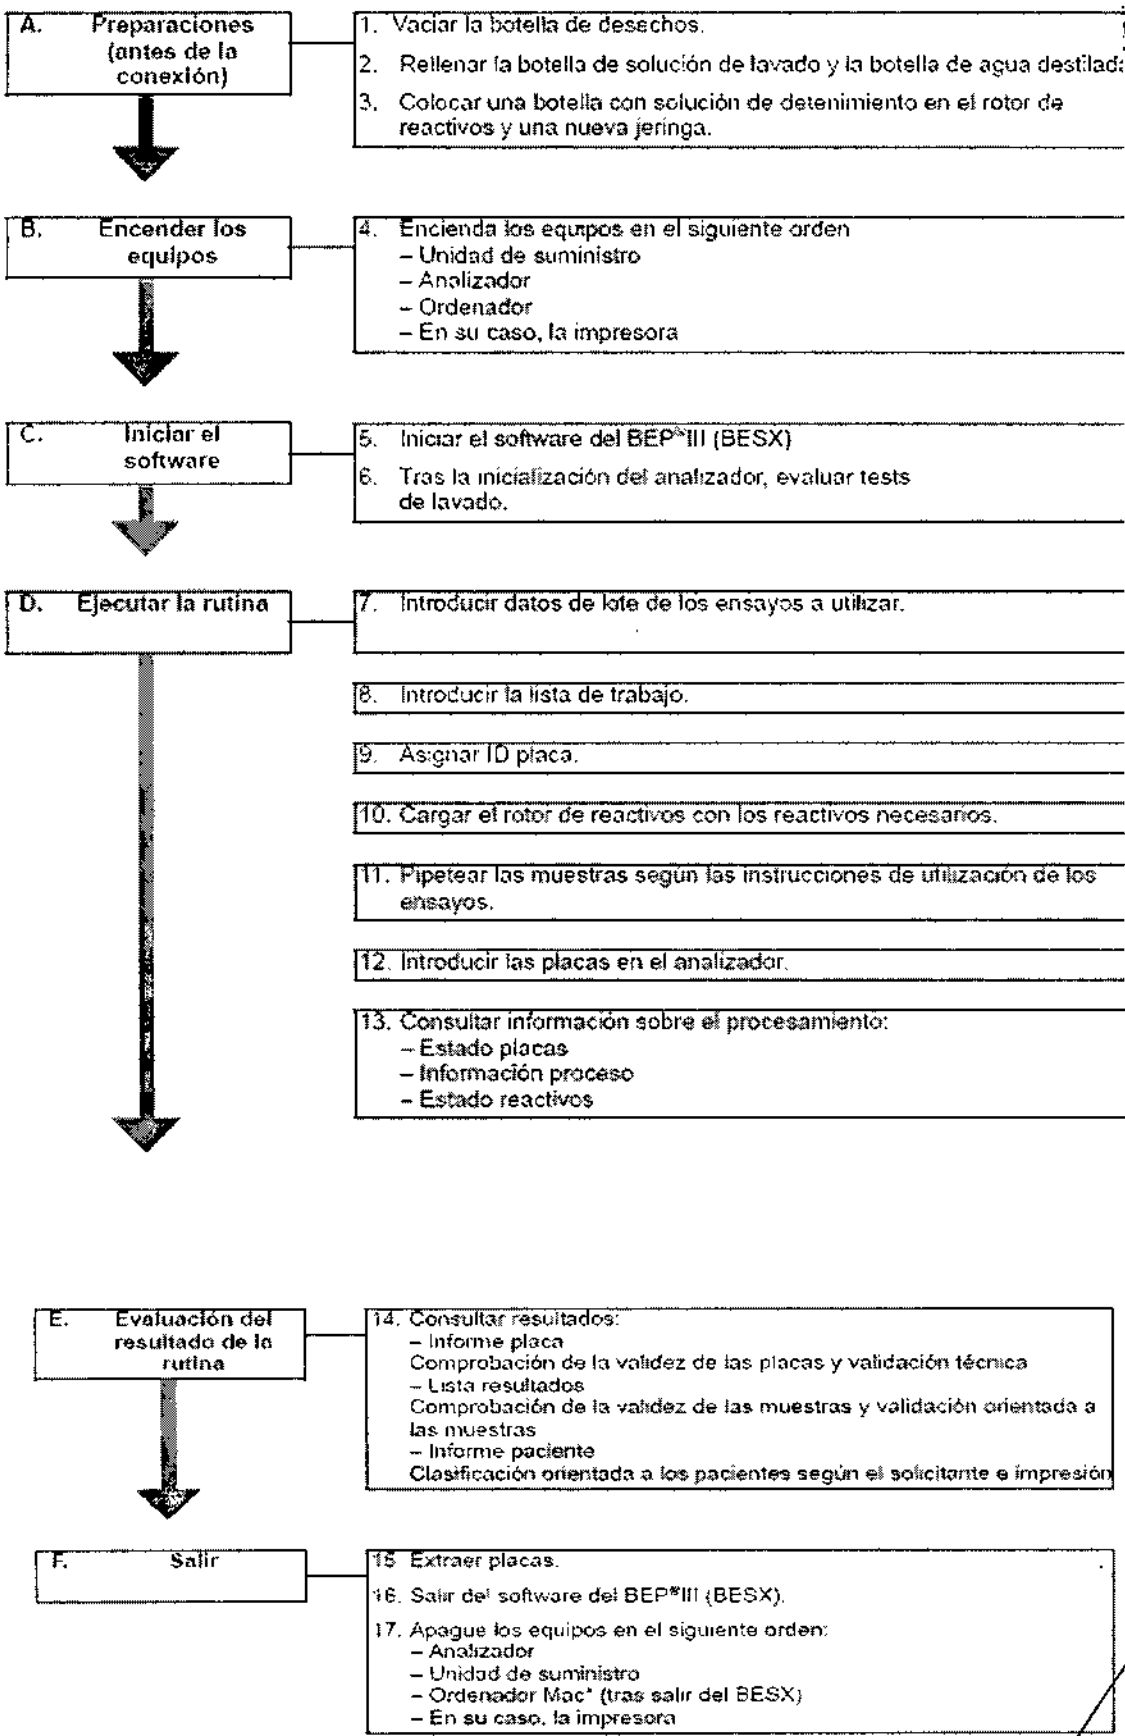 A. Preparaciones
(antes de la
conexión)
1. Vaciar la botella de desechos.
2. Rellenar la botella de solución de lavado y la botella de agua destilada
3. Colocar una botella con solución de detenimiento en el rotor de
reactivos y una nueva jeringa.
B. Encender los
equipos
4. Encienda los equipos en el siguiente orden
– Unidad de suministro
– Analizador
– Ordenador
– En su caso, la impresora
C. Iniciar el
software
5. Iniciar el software del BEP®III (BESX)
6. Tras la inicialización del analizador, evaluar tests
de lavado.
D. Ejecutar la rutina
7. Introducir datos de lote de los ensayos a utilizar.
8. Introducir la lista de trabajo.
9. Asignar ID placa.
10. Cargar el rotor de reactivos con los reactivos necesarios.
11. Pipetear las muestras según las instrucciones de utilización de los
ensayos.
12. Introducir las placas en el analizador.
13. Consultar información sobre el procesamiento:
– Estado placas
– Información proceso
– Estado reactivos
E. Evaluación del
resultado de la
rutina
14. Consultar resultados:
– Informe placa
Comprobación de la validez de las placas y validación técnica
– Lista resultados
Comprobación de la validez de las muestras y validación orientada a
las muestras
– Informe paciente
Clasificación orientada a los pacientes según el solicitante e impresión
F. Salir
15 Extraer placas.
16. Salir del software del BEP®III (BESX).
17. Apague los equipos en el siguiente orden:
– Analizador
– Unidad de suministro
– Ordenador Mac* (tras salir del BESX)
– En su caso, la impresora